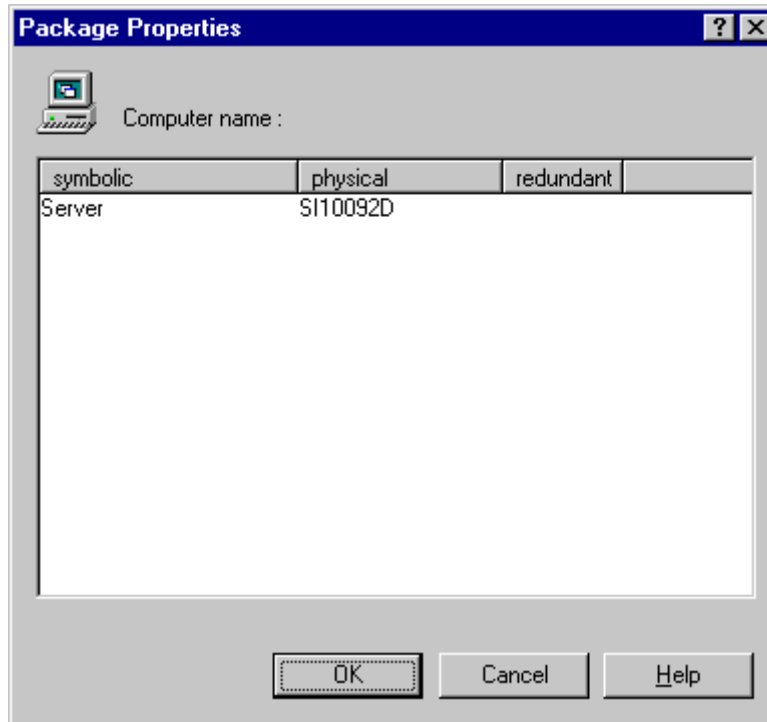 Package Properties
Computer name :
symbolic physical redundant
Server SI10092D
OK Cancel Help